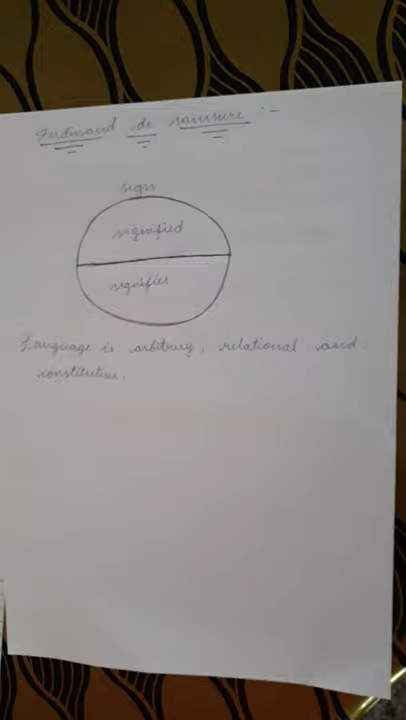 Ferdinand de saussure :-
sign
signified
signifier
Language is arbitrary, relational and
constitutive.